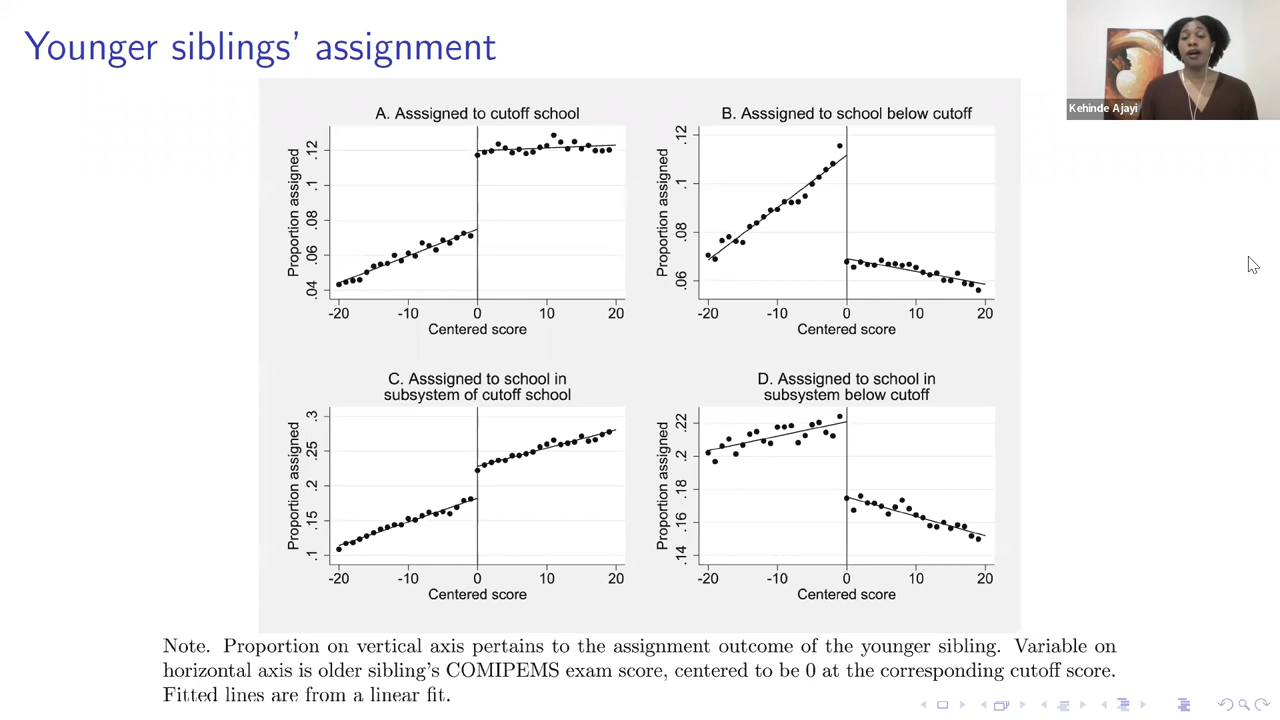 Younger siblings' assignment
Kehinde Ajayi
A. Asssigned to cutoff school
Proportion assigned
.04 .06 .08 .1 .12
-20 -10 0 10 20
Centered score
B. Asssigned to school below cutoff
Proportion assigned
.06 .08 .1 .12
-20 -10 0 10 20
Centered score
C. Asssigned to school in
subsystem of cutoff school
Proportion assigned
.1 .15 .2 .25 .3
-20 -10 0 10 20
Centered score
D. Asssigned to school in
subsystem below cutoff
Proportion assigned
.14 .16 .18 .2 .22
-20 -10 0 10 20
Centered score
Note. Proportion on vertical axis pertains to the assignment outcome of the younger sibling. Variable on
horizontal axis is older sibling's COMIPEMS exam score, centered to be 0 at the corresponding cutoff score.
Fitted lines are from a linear fit.